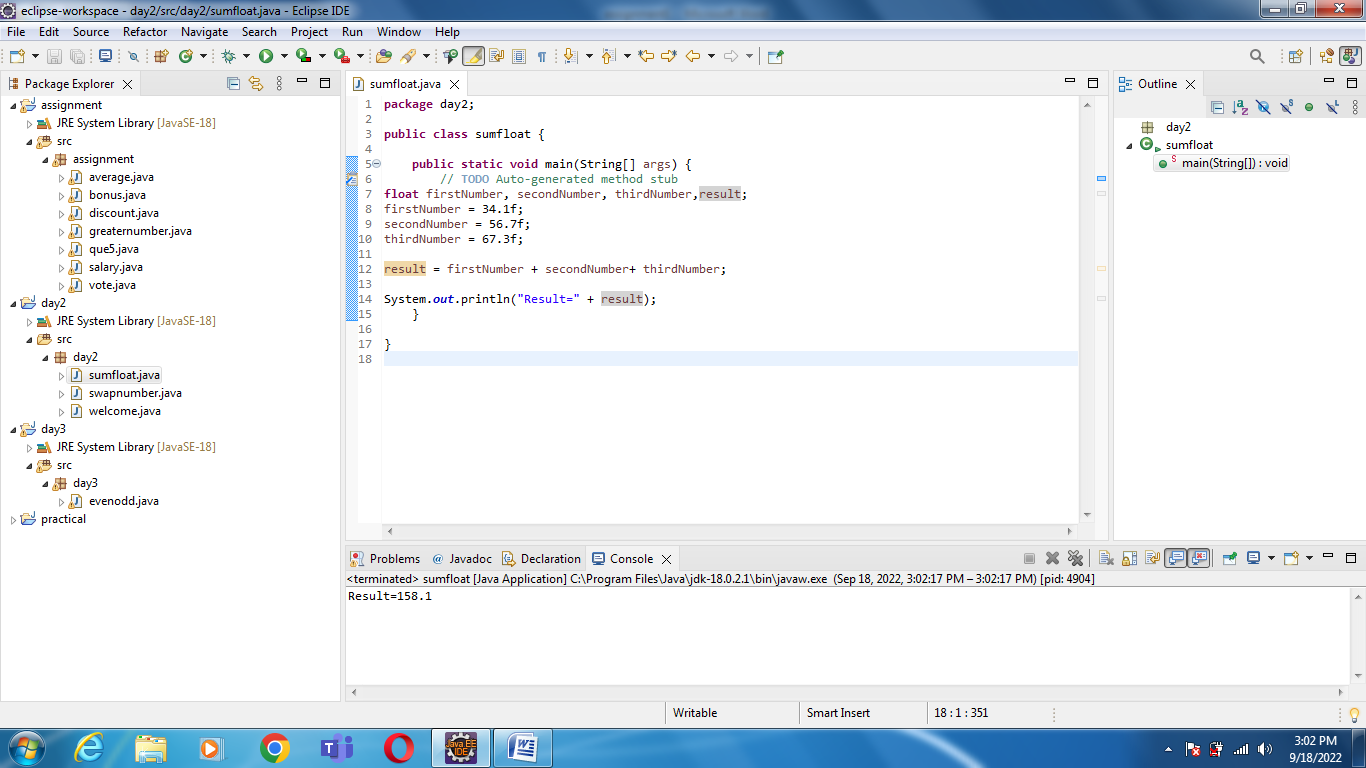 eclipse-workspace - day2/src/day2/sumfloat.java - Eclipse IDE
File Edit Source Refactor Navigate Search Project Run Window Help
Package Explorer
assignment
JRE System Library [JavaSE-18]
src
assignment
average.java
bonus.java
discount.java
greaternumber.java
que5.java
salary.java
vote.java
day2
JRE System Library [JavaSE-18]
src
day2
sumfloat.java
swapnumber.java
welcome.java
day3
JRE System Library [JavaSE-18]
src
day3
evenodd.java
practical
sumfloat.java
1 package day2;
2
3 public class sumfloat {
4
5 public static void main(String[] args) {
6 // TODO Auto-generated method stub
7 float firstNumber, secondNumber, thirdNumber,result;
8 firstNumber = 34.1f;
9 secondNumber = 56.7f;
10 thirdNumber = 67.3f;
11
12 result = firstNumber + secondNumber+ thirdNumber;
13
14 System.out.println("Result=" + result);
15 }
16
17 }
18
Outline
day2
sumfloat
main(String[]) : void
Problems Javadoc Declaration Console
<terminated> sumfloat [Java Application] C:\Program Files\Java\jdk-18.0.2.1\bin\javaw.exe (Sep 18, 2022, 3:02:17 PM – 3:02:17 PM) [pid: 4904]
Result=158.1
Writable Smart Insert 18 : 1 : 351
Java EE
IDE
3:02 PM
9/18/2022